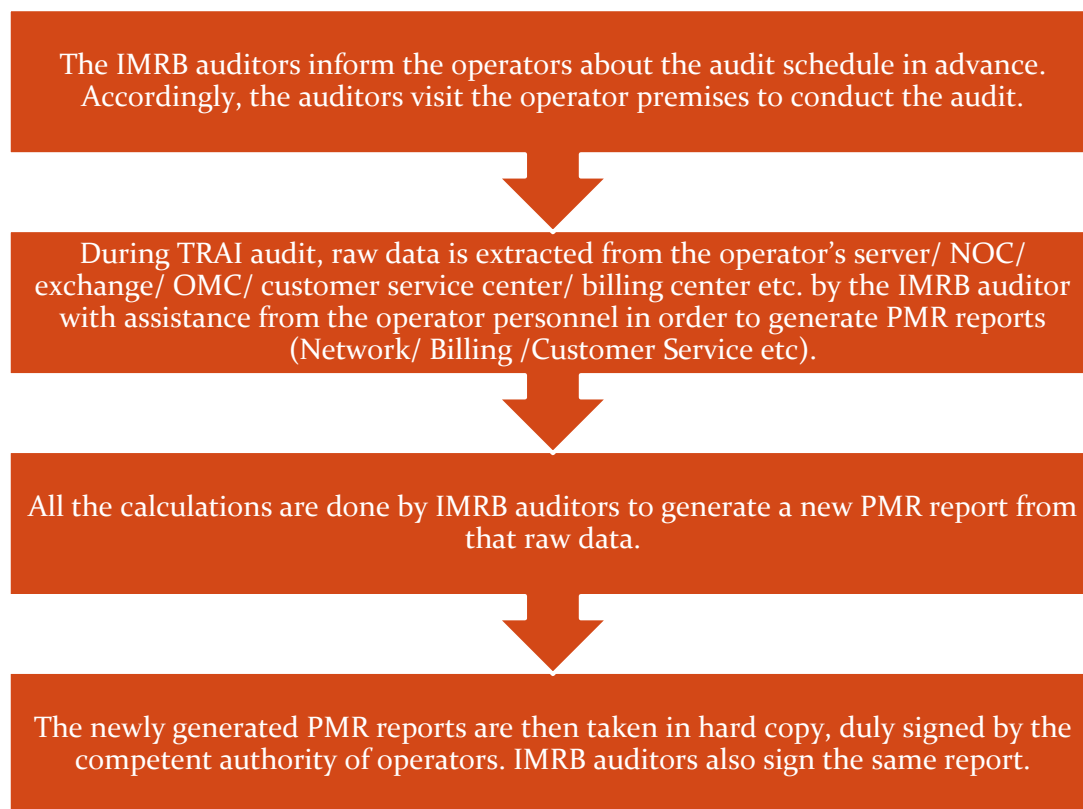 The IMRB auditors inform the operators about the audit schedule in advance.
Accordingly, the auditors visit the operator premises to conduct the audit.
During TRAI audit, raw data is extracted from the operator’s server/ NOC/
exchange/ OMC/ customer service center/ billing center etc. by the IMRB auditor
with assistance from the operator personnel in order to generate PMR reports
(Network/ Billing /Customer Service etc).
All the calculations are done by IMRB auditors to generate a new PMR report from
that raw data.
The newly generated PMR reports are then taken in hard copy, duly signed by the
competent authority of operators. IMRB auditors also sign the same report.